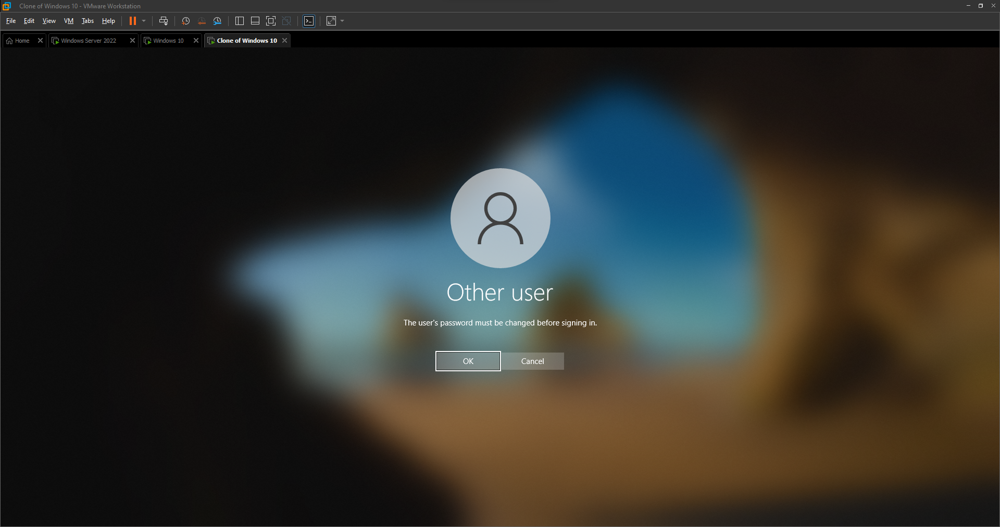 Clone of Windows 10 - VMware Workstation
File Edit View VM Tabs Help
Home Windows Server 2022 Windows 10 Clone of Windows 10
Other user
The user's password must be changed before signing in.
OK Cancel